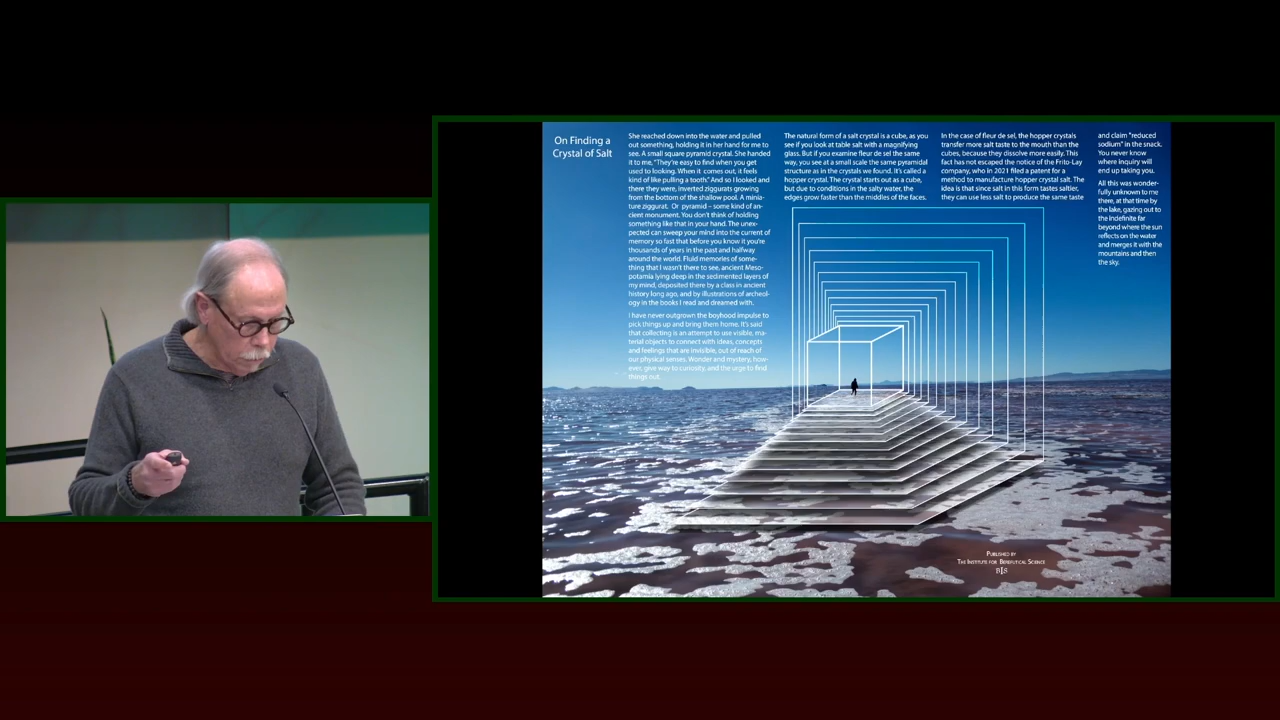 On Finding a
Crystal of Salt
She reached down into the water and pulled
out something, holding it in her hand for me to
see. A small square pyramid crystal. She handed
it to me, "They're easy to find when you get
used to looking. When it comes out, it feels
kind of like pulling a tooth." And so I looked and
there they were, inverted ziggurats growing
from the bottom of the shallow pool. A minia-
ture ziggurat. Or pyramid – some kind of an-
cient monument. You don't think of holding
something like that in your hand. The unex-
pected can sweep your mind into the current of
memory so fast that before you know it you're
thousands of years in the past and halfway
around the world. Fluid memories of some-
thing that I wasn't there to see, ancient Meso-
potamia lying deep in the sedimented layers of
my mind, deposited there by a class in ancient
history long ago, and by illustrations of archeol-
ogy in the books I read and dreamed with.
I have never outgrown the boyhood impulse to
pick things up and bring them home. It's said
that collecting is an attempt to use visible, ma-
terial objects to connect with ideas, concepts
and feelings that are invisible, out of reach of
our physical senses. Wonder and mystery, how-
ever, give way to curiosity, and the urge to find
things out.
The natural form of a salt crystal is a cube, as you
see if you look at table salt with a magnifying
glass. But if you examine fleur de sel the same
way, you see at a small scale the same pyramidal
structure as in the crystals we found. It's called a
hopper crystal. The crystal starts out as a cube,
but due to conditions in the salty water, the
edges grow faster than the middles of the faces.
In the case of fleur de sel, the hopper crystals
transfer more salt taste to the mouth than the
cubes, because they dissolve more easily. This
fact has not escaped the notice of the Frito-Lay
company, who in 2021 filed a patent for a
method to manufacture hopper crystal salt. The
idea is that since salt in this form tastes saltier,
they can use less salt to produce the same taste
and claim "reduced
sodium" in the snack.
You never know
where inquiry will
end up taking you.
All this was wonder-
fully unknown to me
there, at that time by
the lake, gazing out to
the indefinite far
beyond where the sun
reflects on the water
and merges it with the
mountains and then
the sky.
Published by
The Institute for Bereputical Science
BIS